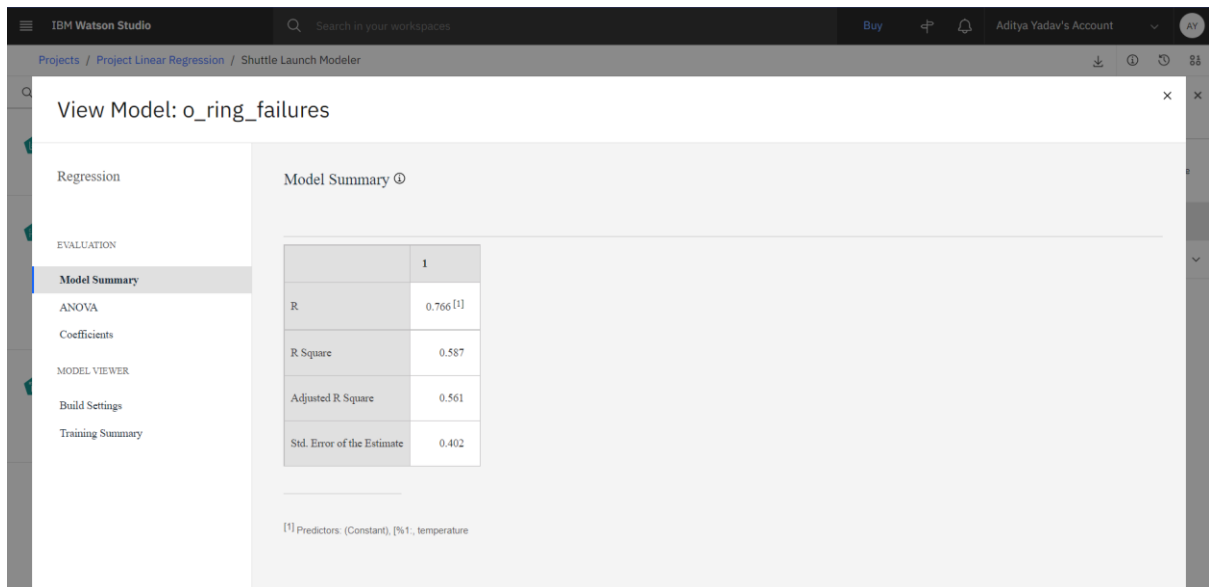 IBM Watson Studio
Search in your workspaces
Buy
Aditya Yadav's Account
AY
Projects / Project Linear Regression / Shuttle Launch Modeler
View Model: o_ring_failures
Regression
EVALUATION
Model Summary
ANOVA
Coefficients
MODEL VIEWER
Build Settings
Training Summary
Model Summary
1
R 0.766 [1]
R Square 0.587
Adjusted R Square 0.561
Std. Error of the Estimate 0.402
[1] Predictors: (Constant), [%1:, temperature